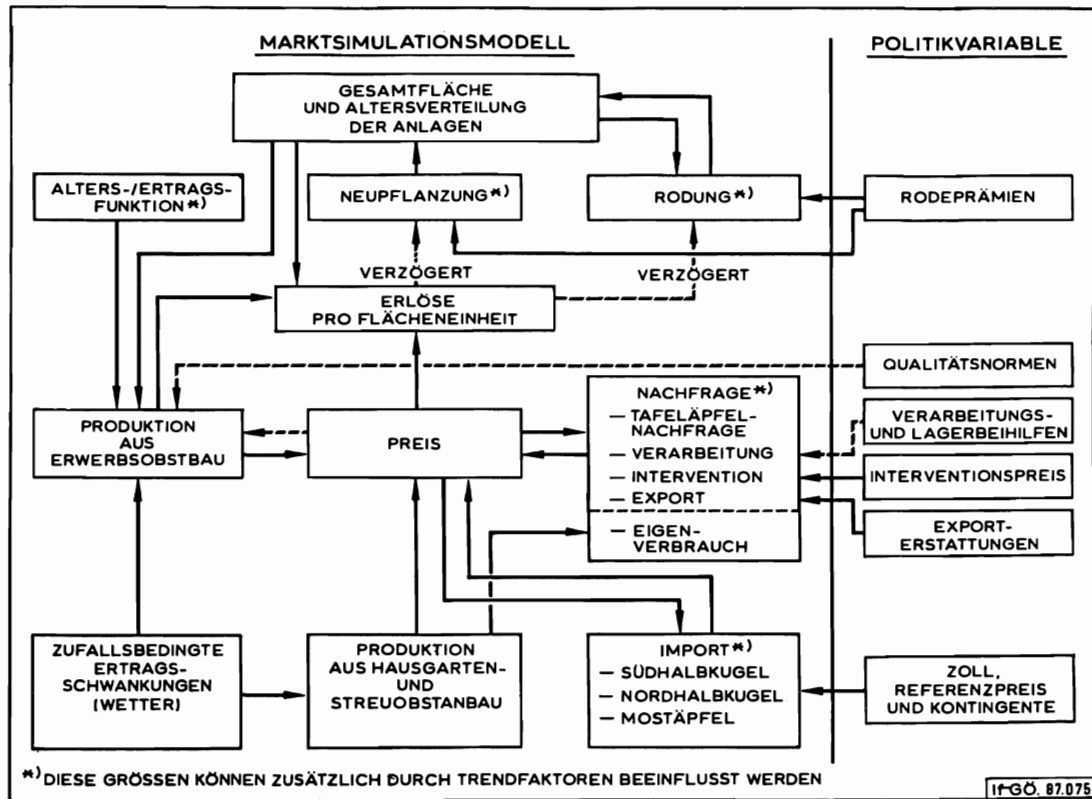 MARKTSIMULATIONSMODELL
POLITIKVARIABLE
GESAMTFLÄCHE
UND ALTERSVERTEILUNG
DER ANLAGEN
ALTERS-/ERTRAGS-
FUNKTION*)
NEUPFLANZUNG*)
RODUNG*)
RODEPRÄMIEN
VERZÖGERT
VERZÖGERT
ERLÖSE
PRO FLÄCHENEINHEIT
QUALITÄTSNORMEN
PRODUKTION
AUS
ERWERBSOBSTBAU
PREIS
NACHFRAGE*)
— TAFELÄPFEL-
NACHFRAGE
— VERARBEITUNG
— INTERVENTION
— EXPORT
— EIGEN-
VERBRAUCH
VERARBEITUNGS-
UND LAGERBEIHILFEN
INTERVENTIONSPREIS
EXPORT-
ERSTATTUNGEN
ZUFALLSBEDINGTE
ERTRAGS-
SCHWANKUNGEN
(WETTER)
PRODUKTION
AUS HAUSGARTEN-
UND
STREUOBSTANBAU
IMPORT*)
— SÜDHALBKUGEL
— NORDHALBKUGEL
— MOSTÄPFEL
ZOLL,
REFERENZPREIS
UND KONTINGENTE
*) DIESE GRÖSSEN KÖNNEN ZUSÄTZLICH DURCH TRENDFAKTOREN BEEINFLUSST WERDEN
GÖ. 87.075